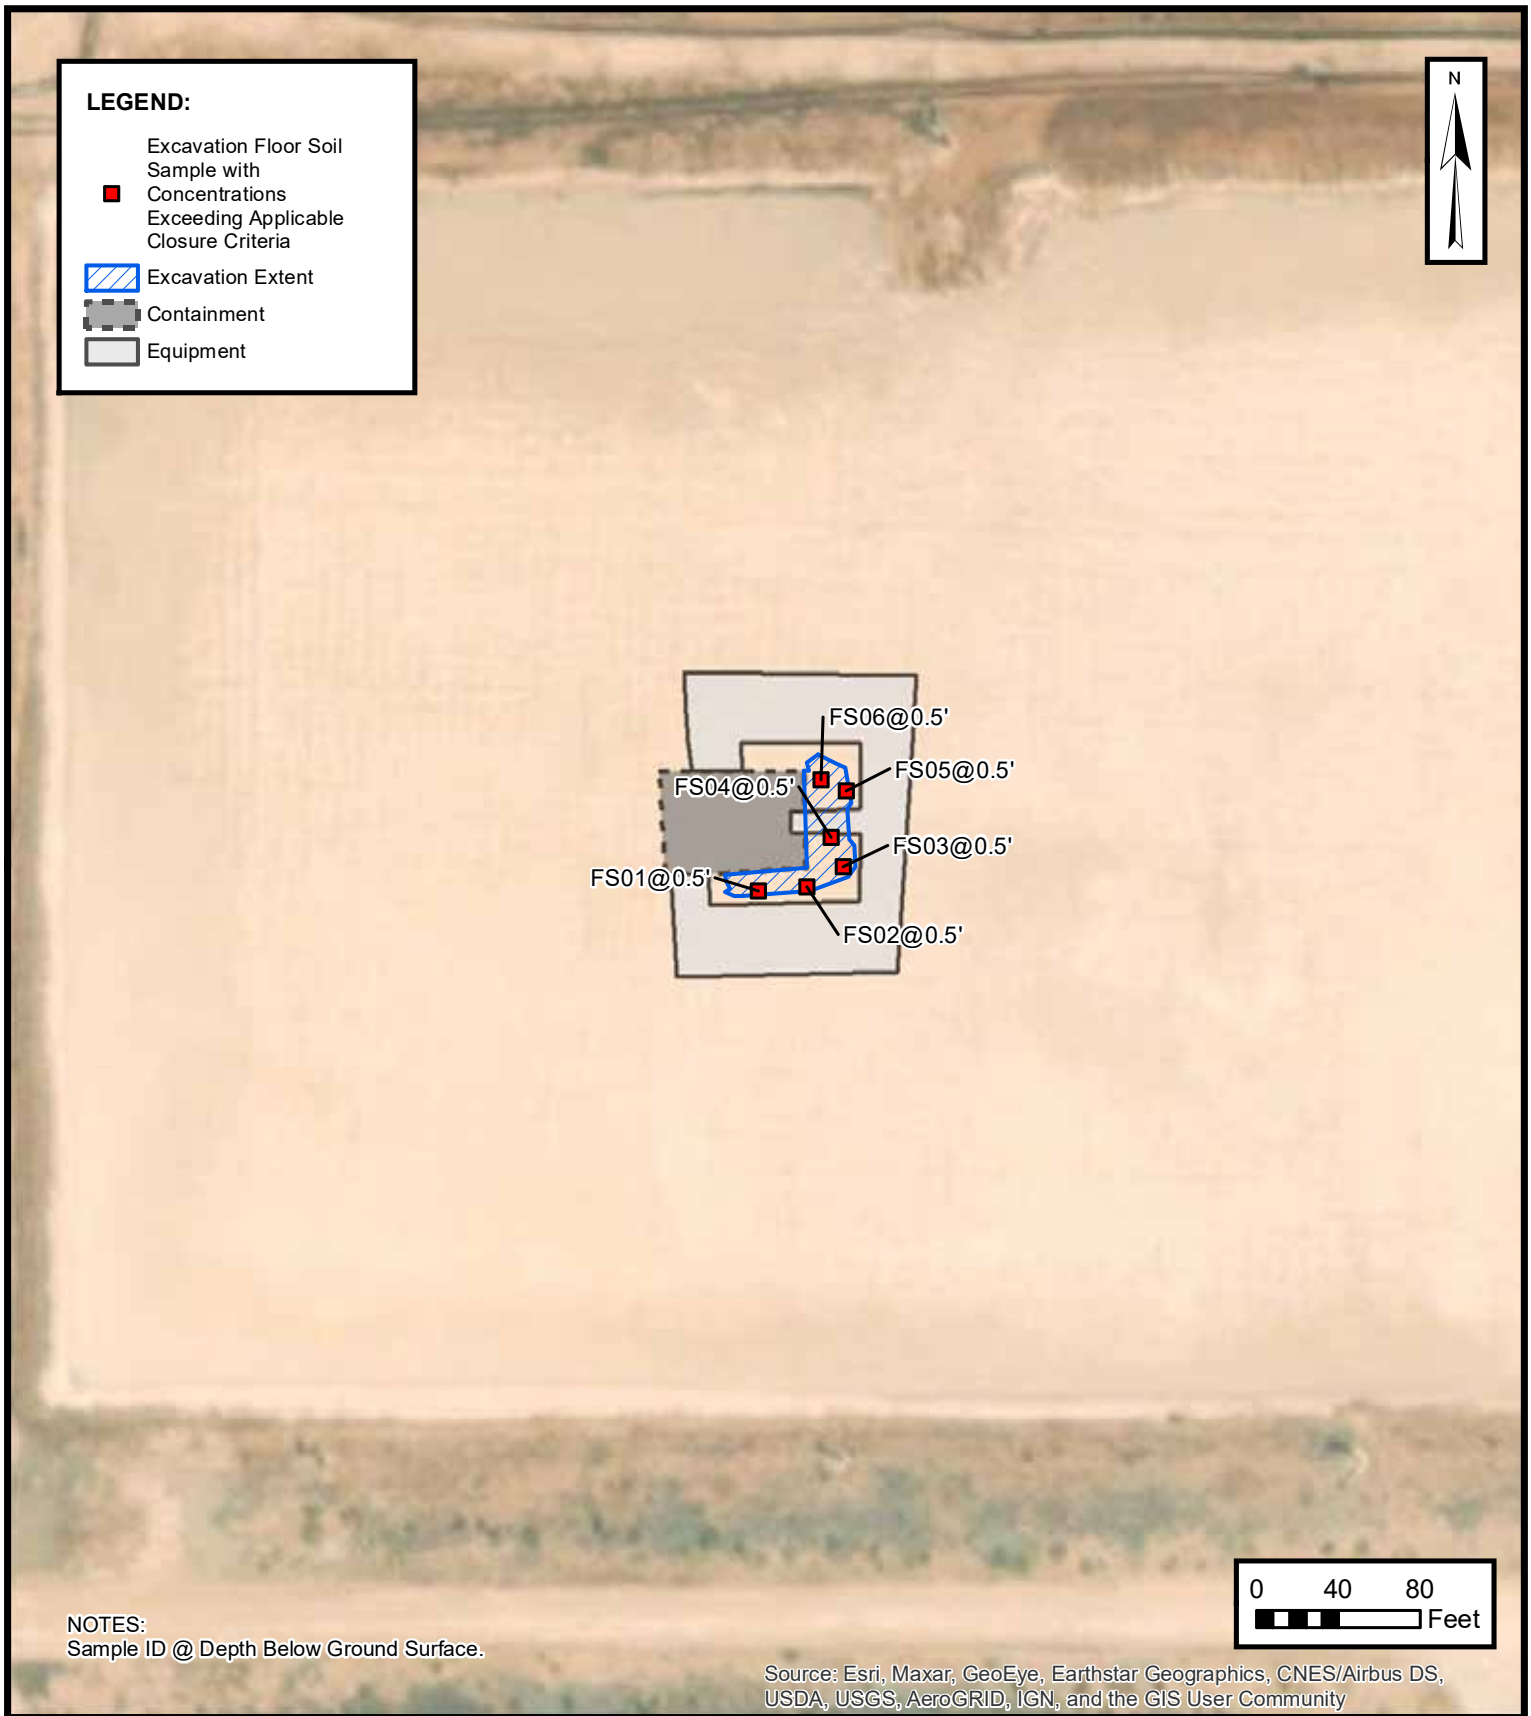 LEGEND:
Excavation Floor Soil
Sample with
Concentrations
Exceeding Applicable
Closure Criteria
Excavation Extent
Containment
Equipment
N
FS06@0.5'
FS05@0.5'
FS04@0.5'
FS03@0.5'
FS01@0.5'
FS02@0.5'
0 40 80
Feet
NOTES:
Sample ID @ Depth Below Ground Surface.
Source: Esri, Maxar, GeoEye, Earthstar Geographics, CNES/Airbus DS,
USDA, USGS, AeroGRID, IGN, and the GIS User Community